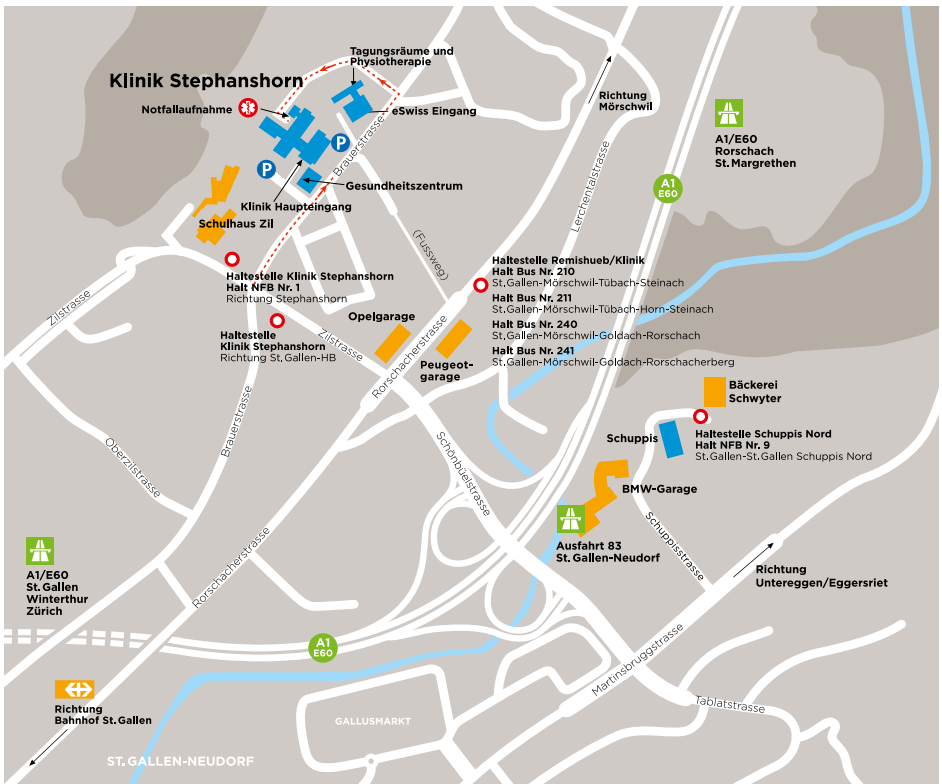 Tagungsräume und
Physiotherapie
Klinik Stephanshorn
Notfallaufnahme
eSwiss Eingang
P
P
Brauerstrasse
Gesundheitszentrum
Klinik Haupteingang
Schulhaus Zil
Richtung
Mörschwil
A1/E60
Rorschach
St.Margrethen
A1
E60
Lerchentalstrasse
(Fussweg)
Haltestelle Klinik Stephanshorn
Halt NFB Nr. 1
Richtung Stephanshorn
Haltestelle
Klinik Stephanshorn
Richtung St.Gallen-HB
Zilstrasse
Zilstrasse
Opelgarage
Peugeot-
garage
Rorschacherstrasse
Haltestelle Remishueb/Klinik
Halt Bus Nr. 210
St.Gallen-Mörschwil-Tübach-Steinach
Halt Bus Nr. 211
St.Gallen-Mörschwil-Tübach-Horn-Steinach
Halt Bus Nr. 240
St.Gallen-Mörschwil-Goldach-Rorschach
Halt Bus Nr. 241
St.Gallen-Mörschwil-Goldach-Rorschacherberg
Bäckerei
Schwyter
Schuppis
Haltestelle Schuppis Nord
Halt NFB Nr. 9
St.Gallen-St.Gallen Schuppis Nord
Brauerstrasse
Oberzilstrasse
Schönbüelstrasse
BMW-Garage
Schuppisstrasse
Ausfahrt 83
St.Gallen-Neudorf
Richtung
Untereggen/Eggersriet
A1/E60
St.Gallen
Winterthur
Zürich
Rorschacherstrasse
A1
E60
Martinsbruggstrasse
Tablatstrasse
Richtung
Bahnhof St.Gallen
GALLUSMARKT
ST.GALLEN-NEUDORF